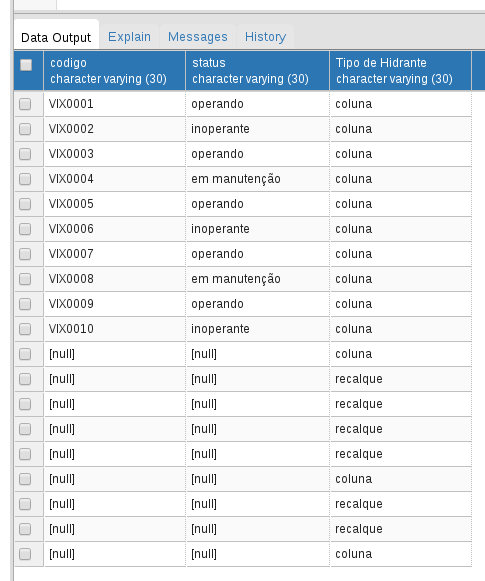 Data Output Explain Messages History
codigo status Tipo de Hidrante
character varying (30) character varying (30) character varying (30)
VIX0001 operando coluna
VIX0002 inoperante coluna
VIX0003 operando coluna
VIX0004 em manutenção coluna
VIX0005 operando coluna
VIX0006 inoperante coluna
VIX0007 operando coluna
VIX0008 em manutenção coluna
VIX0009 operando coluna
VIX0010 inoperante coluna
[null] [null] coluna
[null] [null] recalque
[null] [null] recalque
[null] [null] recalque
[null] [null] recalque
[null] [null] coluna
[null] [null] recalque
[null] [null] recalque
[null] [null] coluna